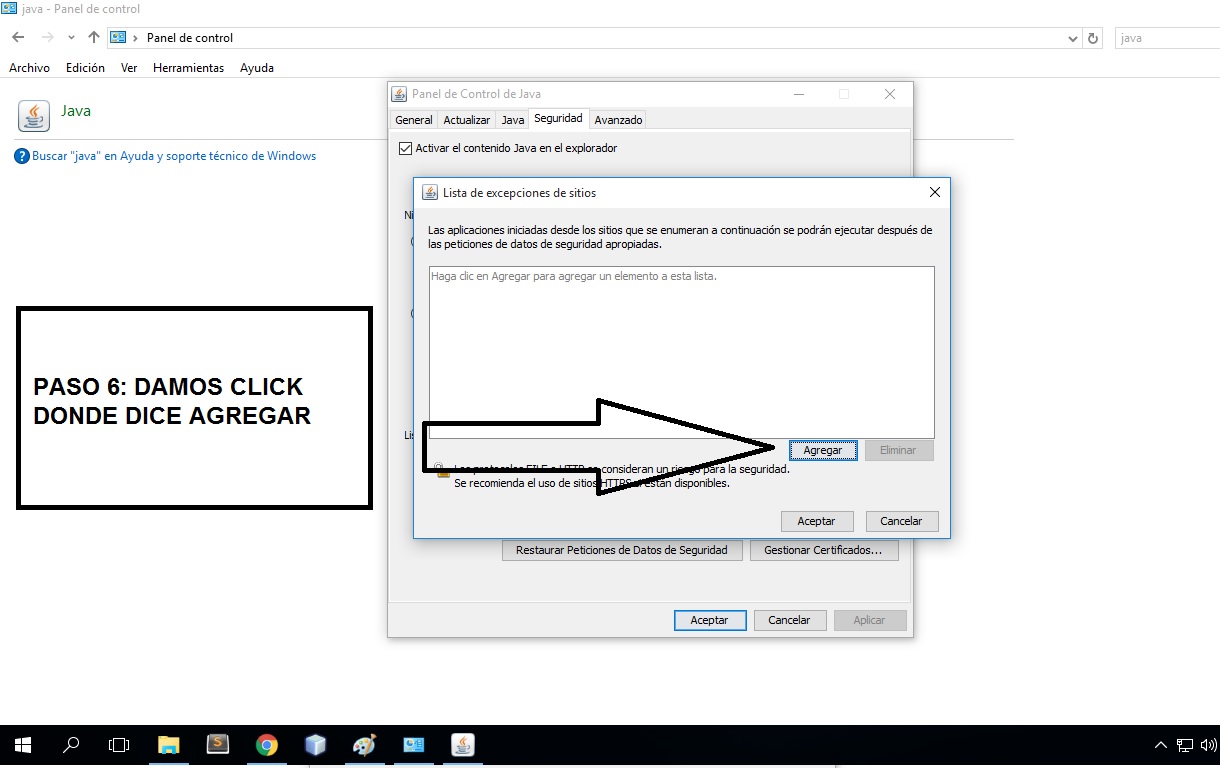 java - Panel de control
Panel de control
java
Archivo Edición Ver Herramientas Ayuda
Java
Buscar "java" en Ayuda y soporte técnico de Windows
Panel de Control de Java
General Actualizar Java Seguridad Avanzado
Activar el contenido Java en el explorador
Lista de excepciones de sitios
Las aplicaciones iniciadas desde los sitios que se enumeran a continuación se podrán ejecutar después de
las peticiones de datos de seguridad apropiadas.
Haga clic en Agregar para agregar un elemento a esta lista.
PASO 6: DAMOS CLICK
DONDE DICE AGREGAR
Agregar Eliminar
Los protocolos FILE o HTTP se consideran un riesgo para la seguridad.
Se recomienda el uso de sitios HTTPS si están disponibles.
Aceptar Cancelar
Restaurar Peticiones de Datos de Seguridad Gestionar Certificados...
Aceptar Cancelar Aplicar